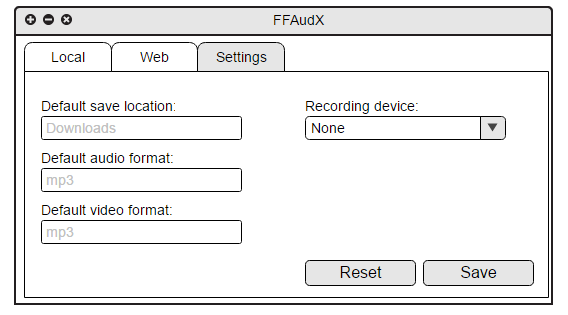 FFAudX
Local Web Settings
Default save location:
Downloads
Default audio format:
mp3
Default video format:
mp3
Recording device:
None
Reset Save